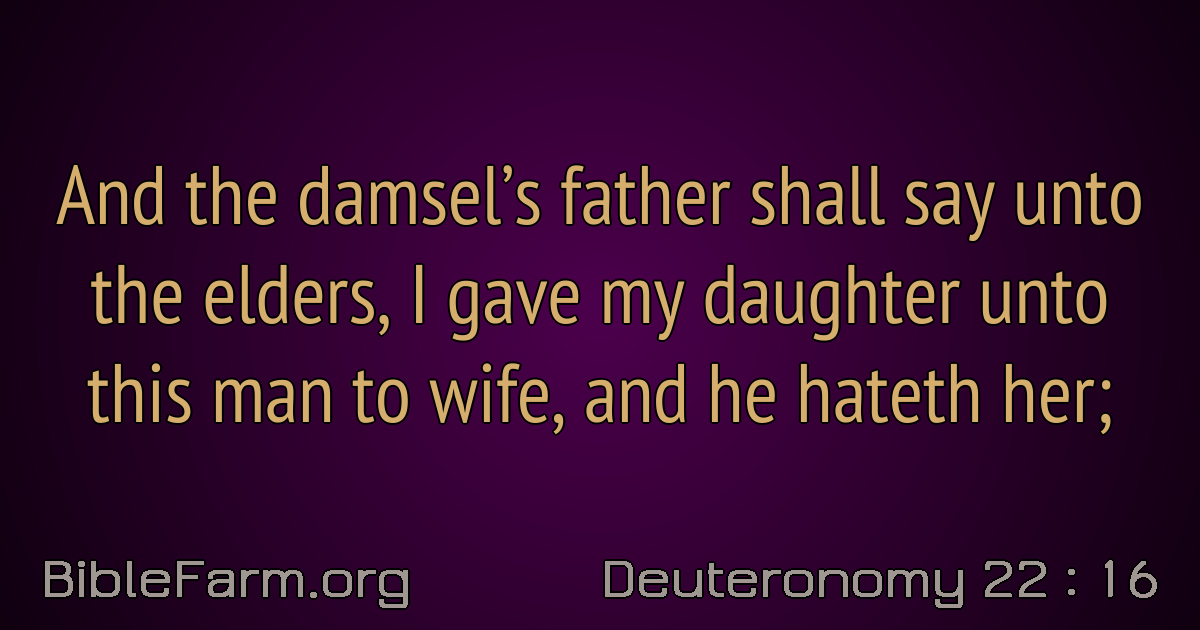 And the damsel’s father shall say unto
the elders, I gave my daughter unto
this man to wife, and he hateth her;
BibleFarm.org
Deuteronomy 22 : 16